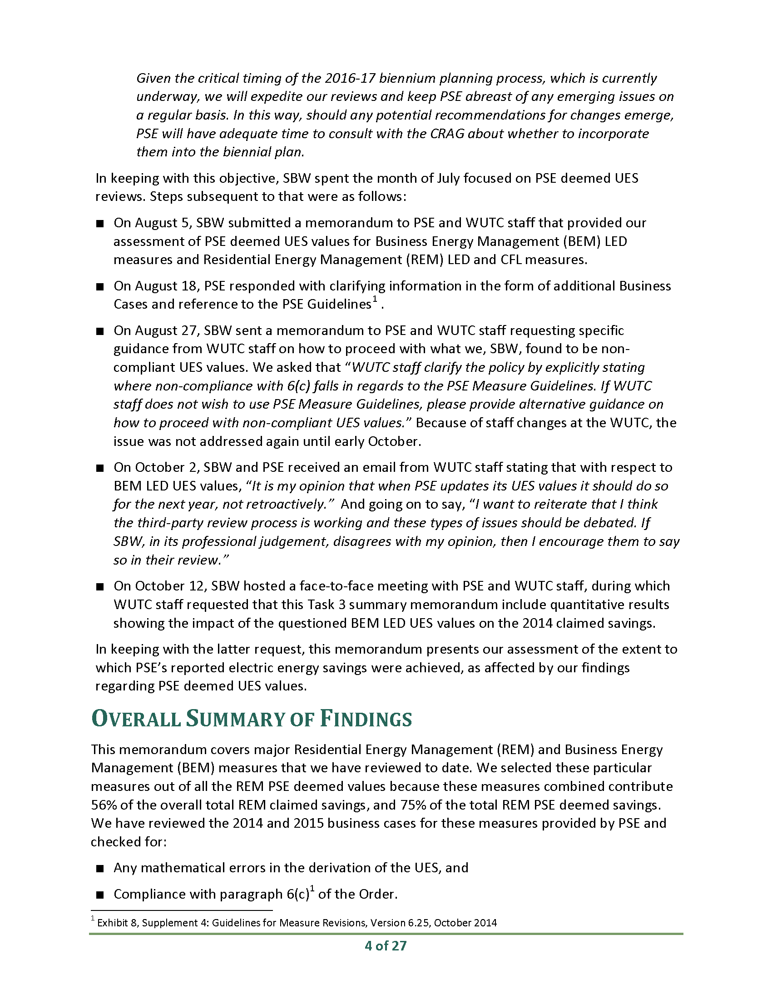 Given the critical timing of the 2016-17 biennium planning process, which is currently
underway, we will expedite our reviews and keep PSE abreast of any emerging issues on
a regular basis. In this way, should any potential recommendations for changes emerge,
PSE will have adequate time to consult with the CRAG about whether to incorporate
them into the biennial plan.
In keeping with this objective, SBW spent the month of July focused on PSE deemed UES
reviews. Steps subsequent to that were as follows:
■ On August 5, SBW submitted a memorandum to PSE and WUTC staff that provided our
assessment of PSE deemed UES values for Business Energy Management (BEM) LED
measures and Residential Energy Management (REM) LED and CFL measures.
■ On August 18, PSE responded with clarifying information in the form of additional Business
Cases and reference to the PSE Guidelines1 .
■ On August 27, SBW sent a memorandum to PSE and WUTC staff requesting specific
guidance from WUTC staff on how to proceed with what we, SBW, found to be non-
compliant UES values. We asked that “WUTC staff clarify the policy by explicitly stating
where non-compliance with 6(c) falls in regards to the PSE Measure Guidelines. If WUTC
staff does not wish to use PSE Measure Guidelines, please provide alternative guidance on
how to proceed with non-compliant UES values.” Because of staff changes at the WUTC, the
issue was not addressed again until early October.
■ On October 2, SBW and PSE received an email from WUTC staff stating that with respect to
BEM LED UES values, “It is my opinion that when PSE updates its UES values it should do so
for the next year, not retroactively.” And going on to say, “I want to reiterate that I think
the third-party review process is working and these types of issues should be debated. If
SBW, in its professional judgement, disagrees with my opinion, then I encourage them to say
so in their review.”
■ On October 12, SBW hosted a face-to-face meeting with PSE and WUTC staff, during which
WUTC staff requested that this Task 3 summary memorandum include quantitative results
showing the impact of the questioned BEM LED UES values on the 2014 claimed savings.
In keeping with the latter request, this memorandum presents our assessment of the extent to
which PSE’s reported electric energy savings were achieved, as affected by our findings
regarding PSE deemed UES values.
OVERALL SUMMARY OF FINDINGS
This memorandum covers major Residential Energy Management (REM) and Business Energy
Management (BEM) measures that we have reviewed to date. We selected these particular
measures out of all the REM PSE deemed values because these measures combined contribute
56% of the overall total REM claimed savings, and 75% of the total REM PSE deemed savings.
We have reviewed the 2014 and 2015 business cases for these measures provided by PSE and
checked for:
■ Any mathematical errors in the derivation of the UES, and
■ Compliance with paragraph 6(c)1 of the Order.
1 Exhibit 8, Supplement 4: Guidelines for Measure Revisions, Version 6.25, October 2014
4 of 27